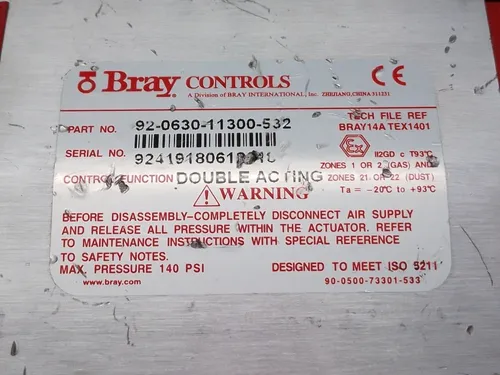 Bray CONTROLS
A Division of BRAY INTERNATIONAL, Inc. ZHEJIANG, CHINA 311231
CE
PART NO. 92-0630-11300-532
TECH FILE REF
BRAY14A TEX1401
SERIAL NO.
Ex II2GD c T93°C
ZONES 1 OR 2 (GAS) AND
CONTROL FUNCTION DOUBLE ACTING
ZONES 21 OR 22 (DUST)
WARNING
Ta = -20°C to +93°C
BEFORE DISASSEMBLY-COMPLETELY DISCONNECT AIR SUPPLY
AND RELEASE ALL PRESSURE WITHIN THE ACTUATOR. REFER
TO MAINTENANCE INSTRUCTIONS WITH SPECIAL REFERENCE
TO SAFETY NOTES.
MAX. PRESSURE 140 PSI
DESIGNED TO MEET ISO 5211
www.bray.com
90-0500-73301-533